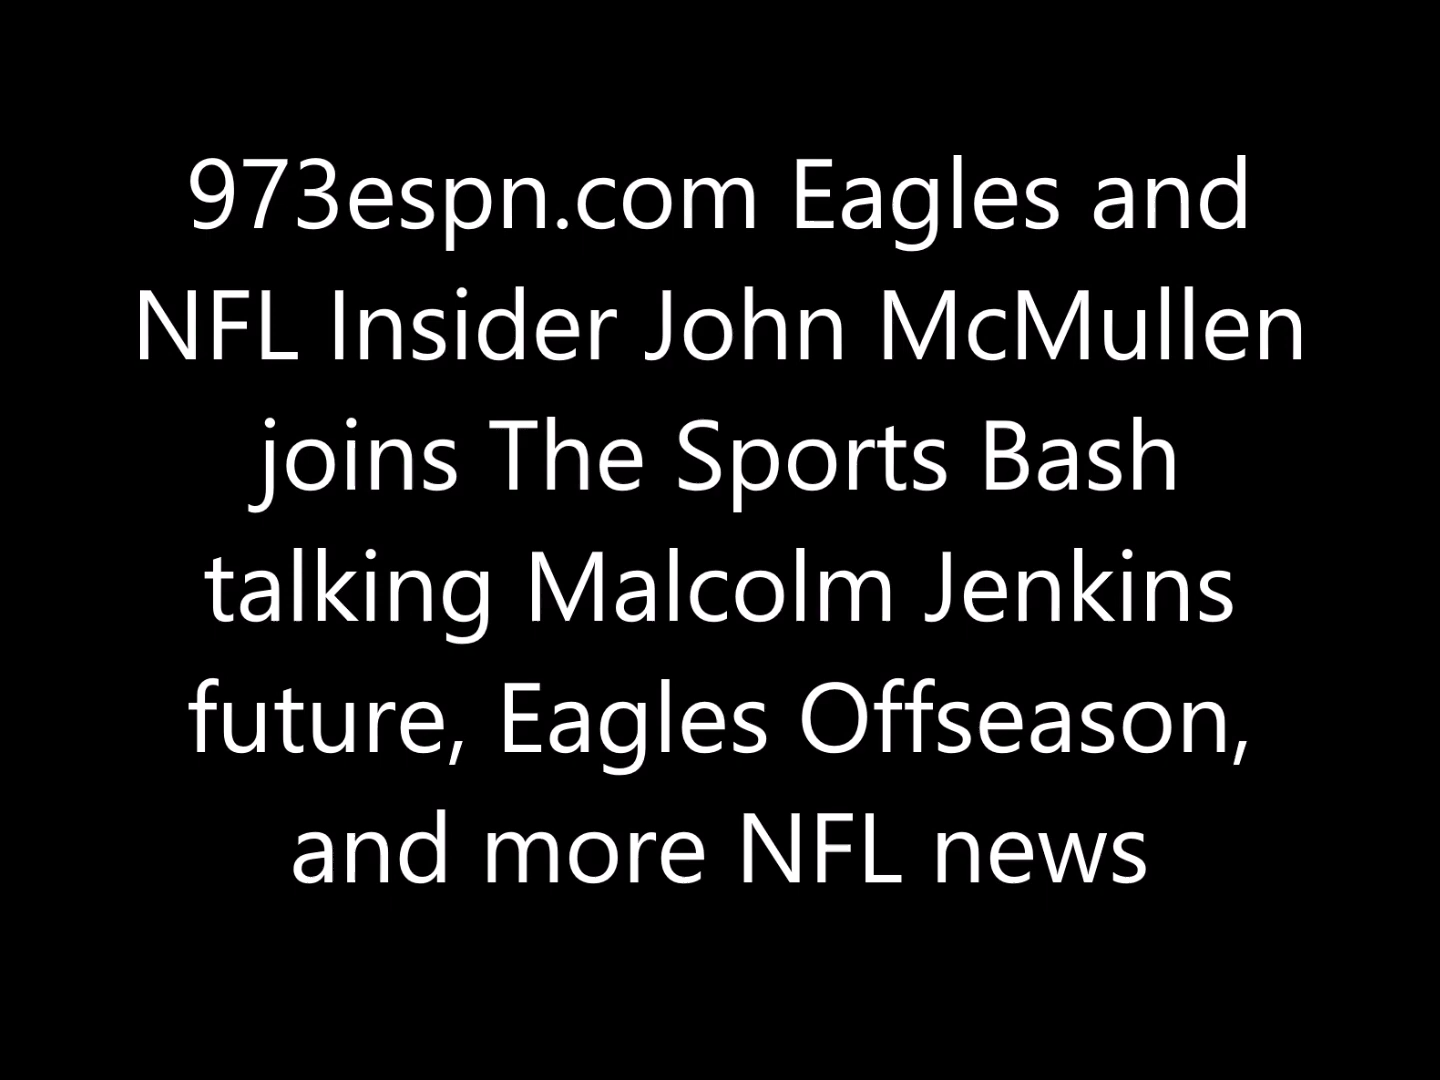 973espn.com Eagles and
NFL Insider John McMullen
joins The Sports Bash
talking Malcolm Jenkins
future, Eagles Offseason,
and more NFL news